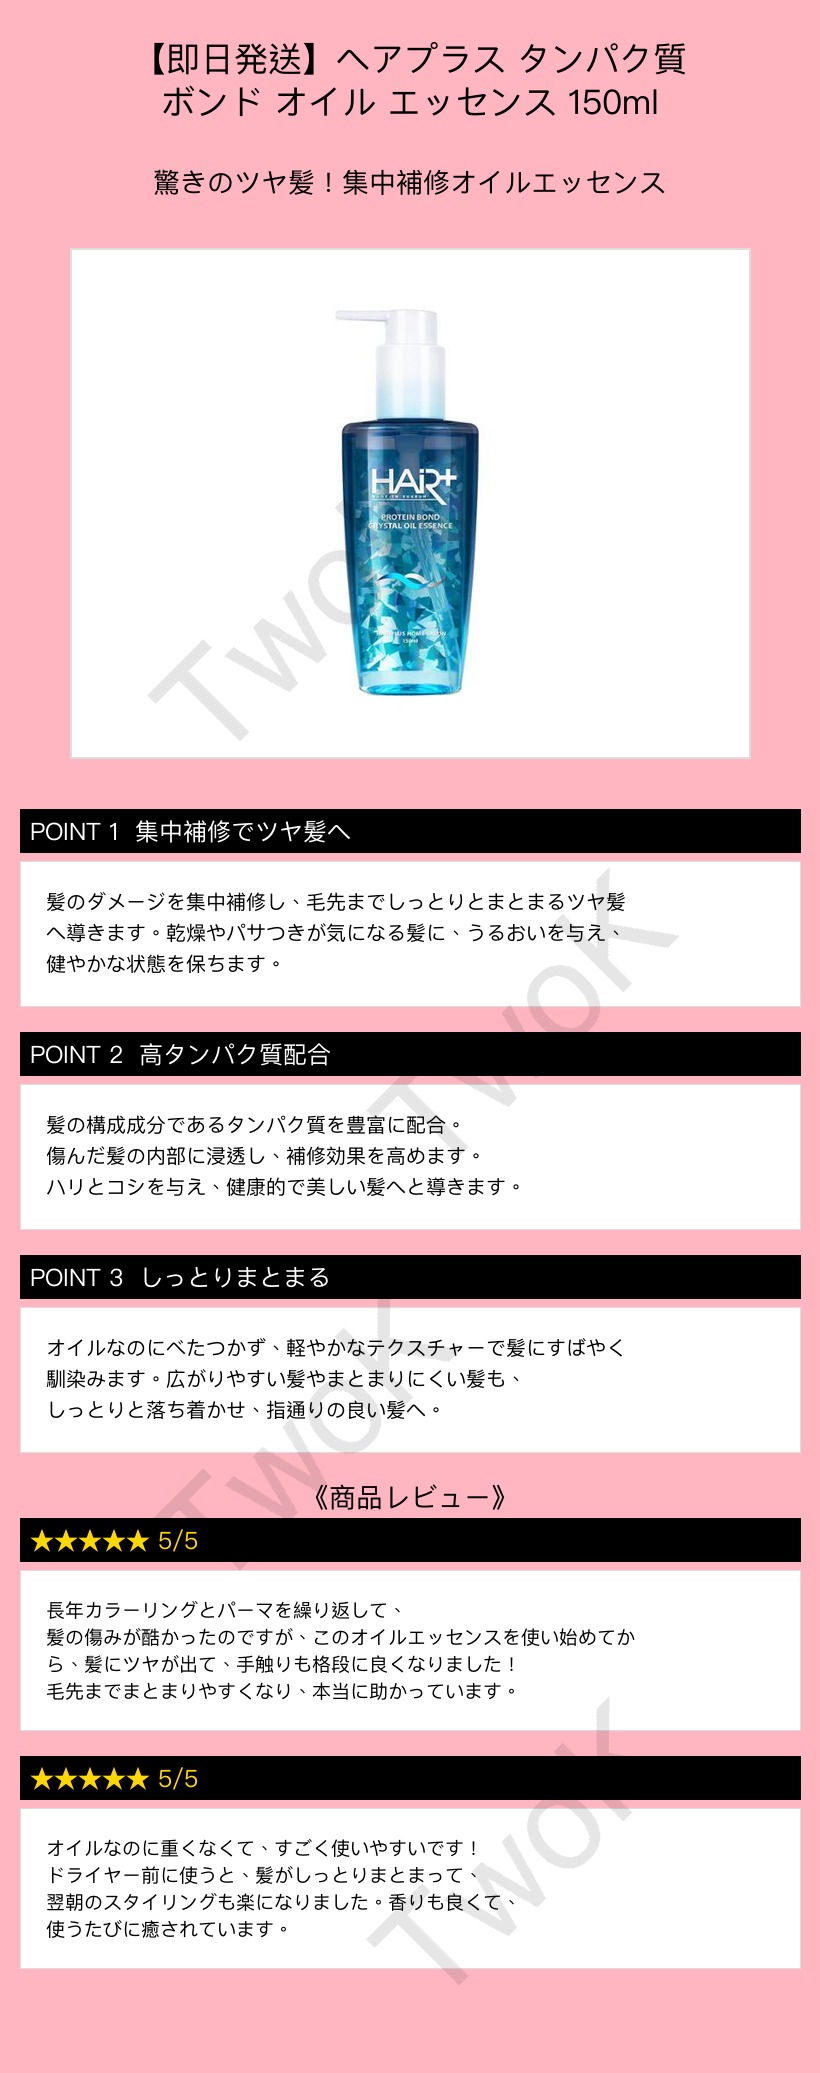 【即日発送】ヘアプラス タンパク質
ボンド オイル エッセンス 150ml
驚きのツヤ髪！集中補修オイルエッセンス
HAiR+
PROTEIN BOND
CRYSTAL OIL ESSENCE
150ml
TwoK
POINT 1 集中補修でツヤ髪へ
髪のダメージを集中補修し、毛先までしっとりとまとまるツヤ髪
へ導きます。乾燥やパサつきが気になる髪に、うるおいを与え、
健やかな状態を保ちます。
TwoK
POINT 2 高タンパク質配合
髪の構成成分であるタンパク質を豊富に配合。
傷んだ髪の内部に浸透し、補修効果を高めます。
ハリとコシを与え、健康的で美しい髪へと導きます。
POINT 3 しっとりまとまる
オイルなのにべたつかず、軽やかなテクスチャーで髪にすばやく
馴染みます。広がりやすい髪やまとまりにくい髪も、
しっとりと落ち着かせ、指通りの良い髪へ。
TwoK
《商品レビュー》
★★★★★ 5/5
長年カラーリングとパーマを繰り返して、
髪の傷みが酷かったのですが、このオイルエッセンスを使い始めてか
ら、髪にツヤが出て、手触りも格段に良くなりました！
毛先までまとまりやすくなり、本当に助かっています。
★★★★★ 5/5
オイルなのに重くなくて、すごく使いやすいです！
ドライヤー前に使うと、髪がしっとりまとまって、
翌朝のスタイリングも楽になりました。香りも良くて、
使うたびに癒されています。
TwoK